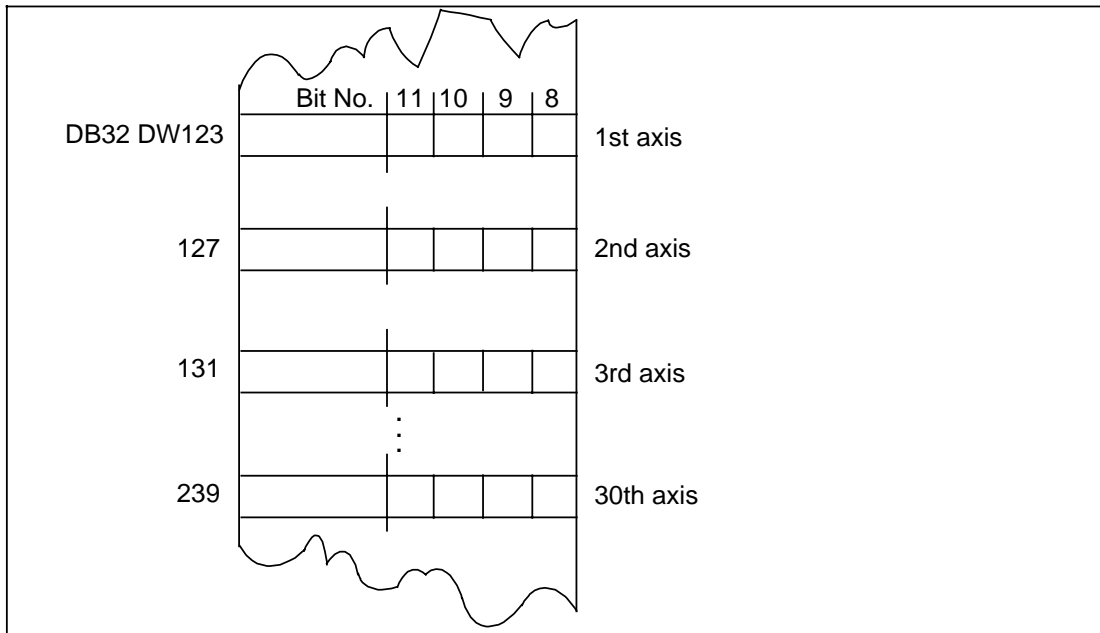 Bit No. 11 10 9 8
DB32 DW123 1st axis
127 2nd axis
131 3rd axis
239 30th axis